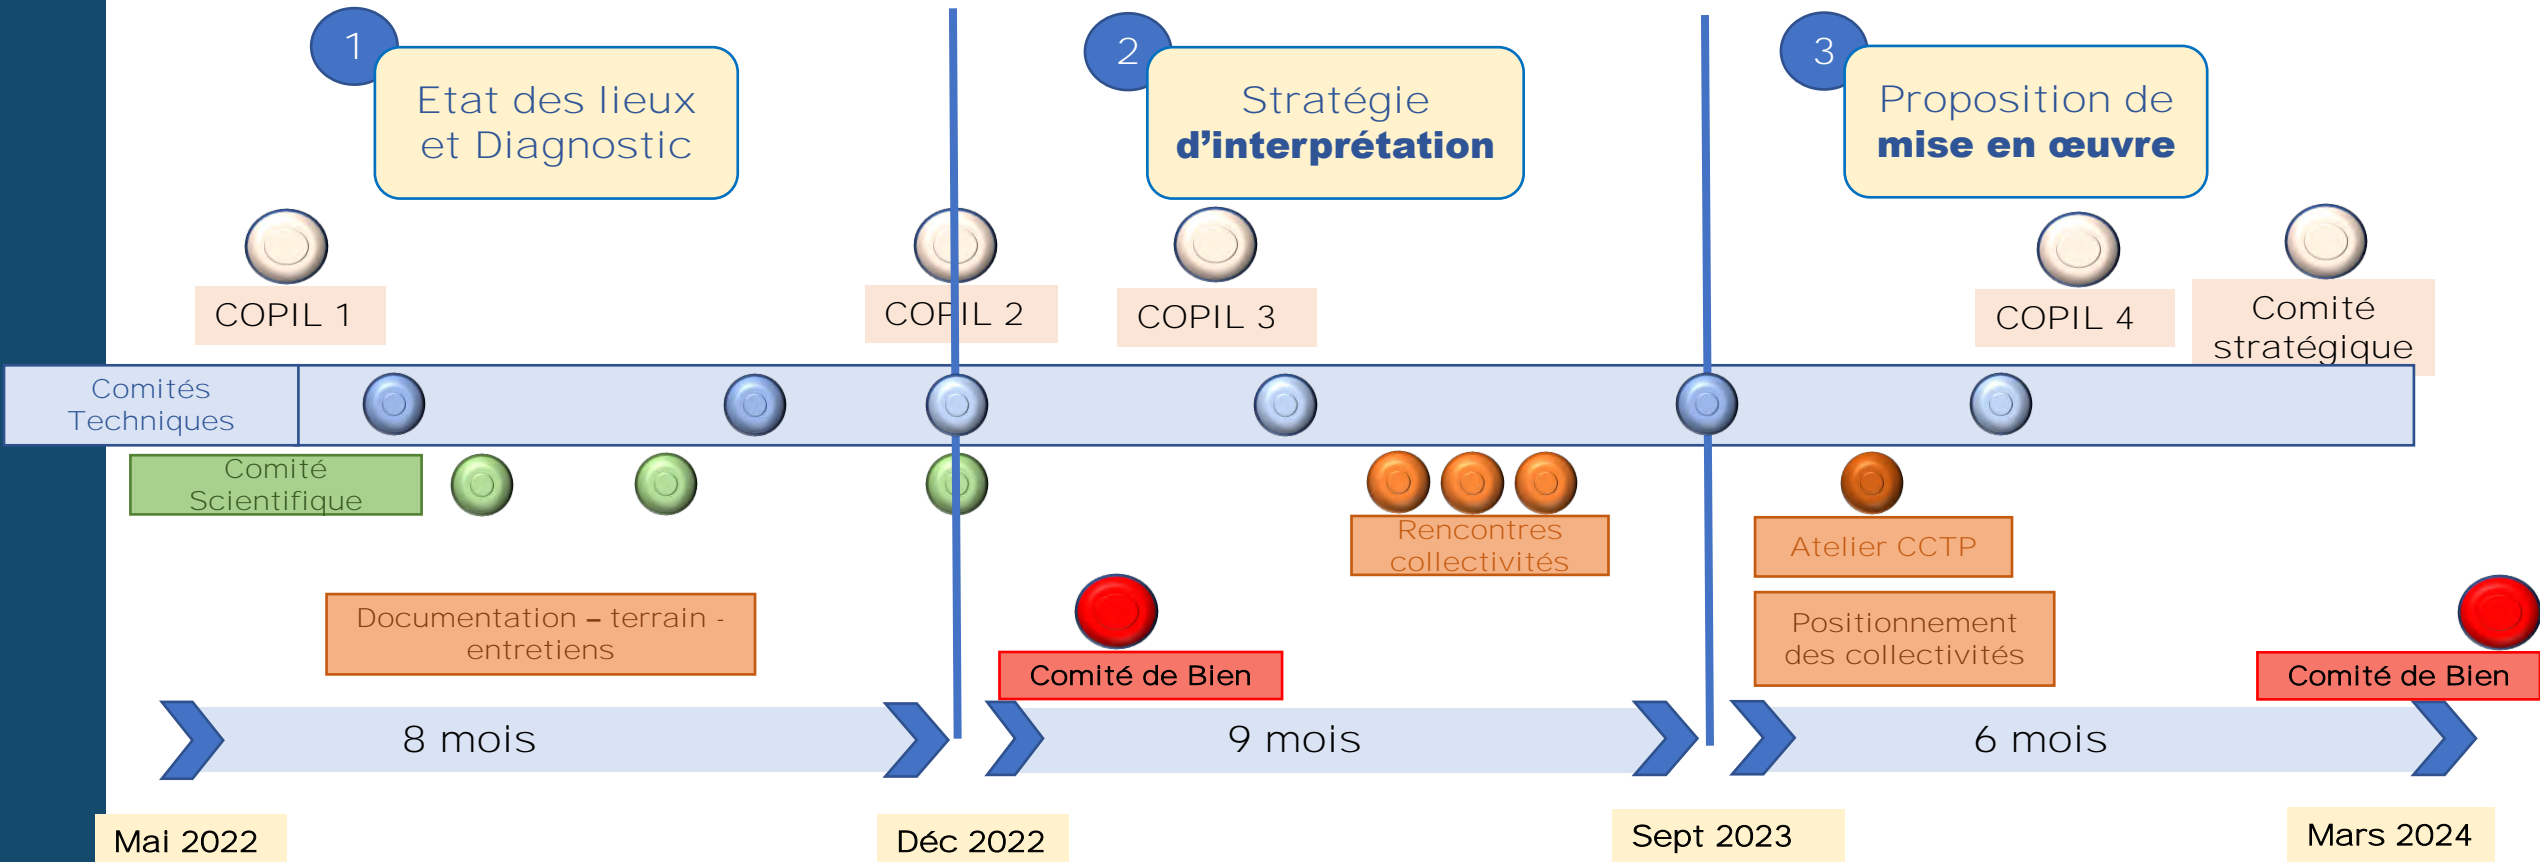 1
Etat des lieux
et Diagnostic
2
Stratégie
d’interprétation
3
Proposition de
mise en œuvre
COPIL 1
COPIL 2
COPIL 3
COPIL 4
Comité
stratégique
Comités
Techniques
Comité
Scientifique
Rencontres
collectivités
Atelier CCTP
Documentation – terrain -
entretiens
Positionnement
des collectivités
Comité de Bien
Comité de Bien
8 mois
9 mois
6 mois
Mai 2022
Déc 2022
Sept 2023
Mars 2024